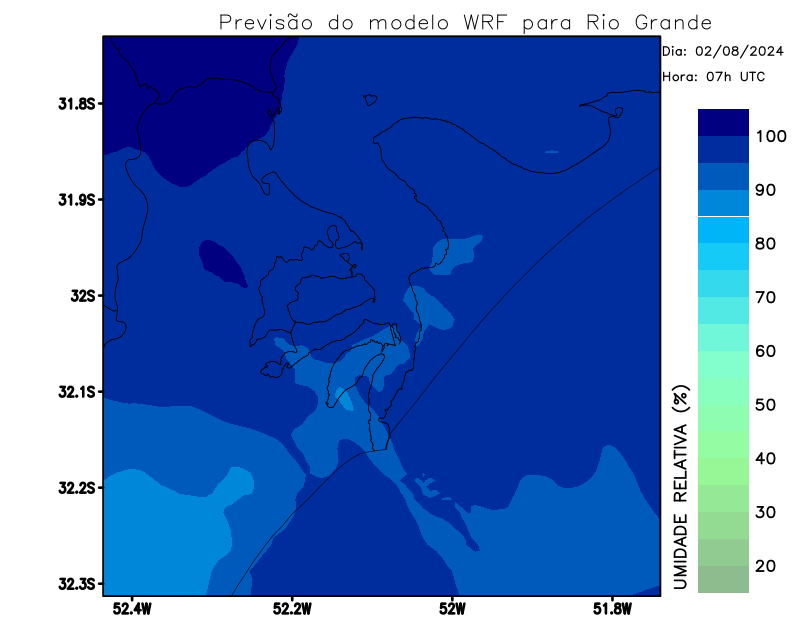 Previsão do modelo WRF para Rio Grande
Dia: 02/08/2024
Hora: 07h UTC
31.8S
31.9S
32S
32.1S
32.2S
32.3S
52.4W
52.2W
52W
51.8W
100
90
80
70
60
50
40
30
20
UMIDADE RELATIVA (%)